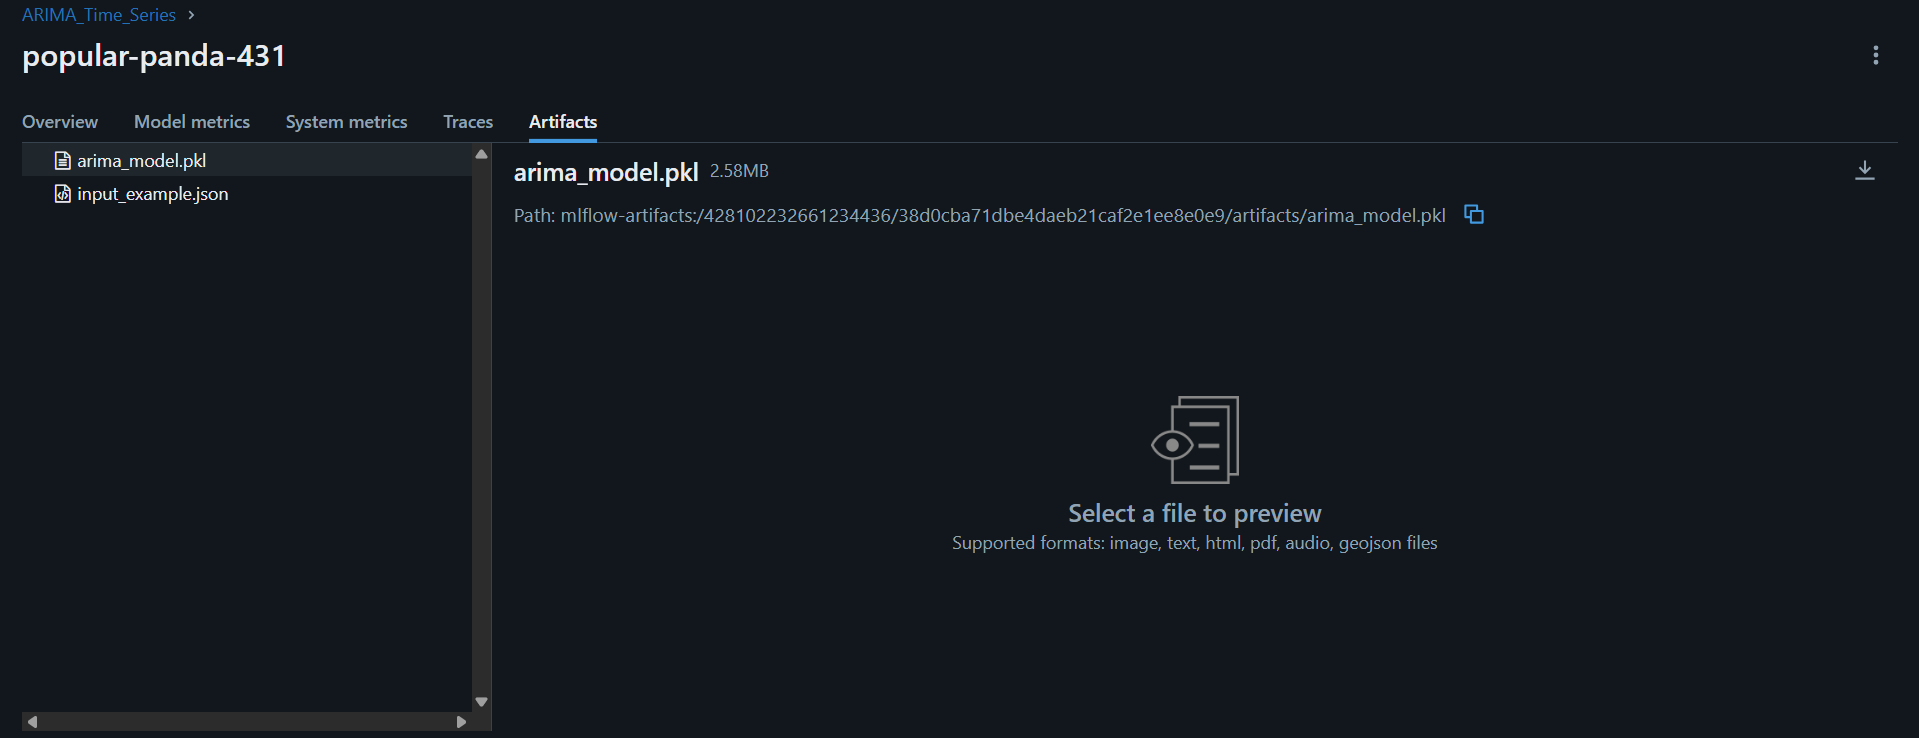 ARIMA_Time_Series
popular-panda-431
Overview Model metrics System metrics Traces Artifacts
arima_model.pkl
input_example.json
arima_model.pkl 2.58MB
Path: mlflow-artifacts:/428102232661234436/38d0cba71dbe4daeb21caf2e1ee8e0e9/artifacts/arima_model.pkl
Select a file to preview
Supported formats: image, text, html, pdf, audio, geojson files